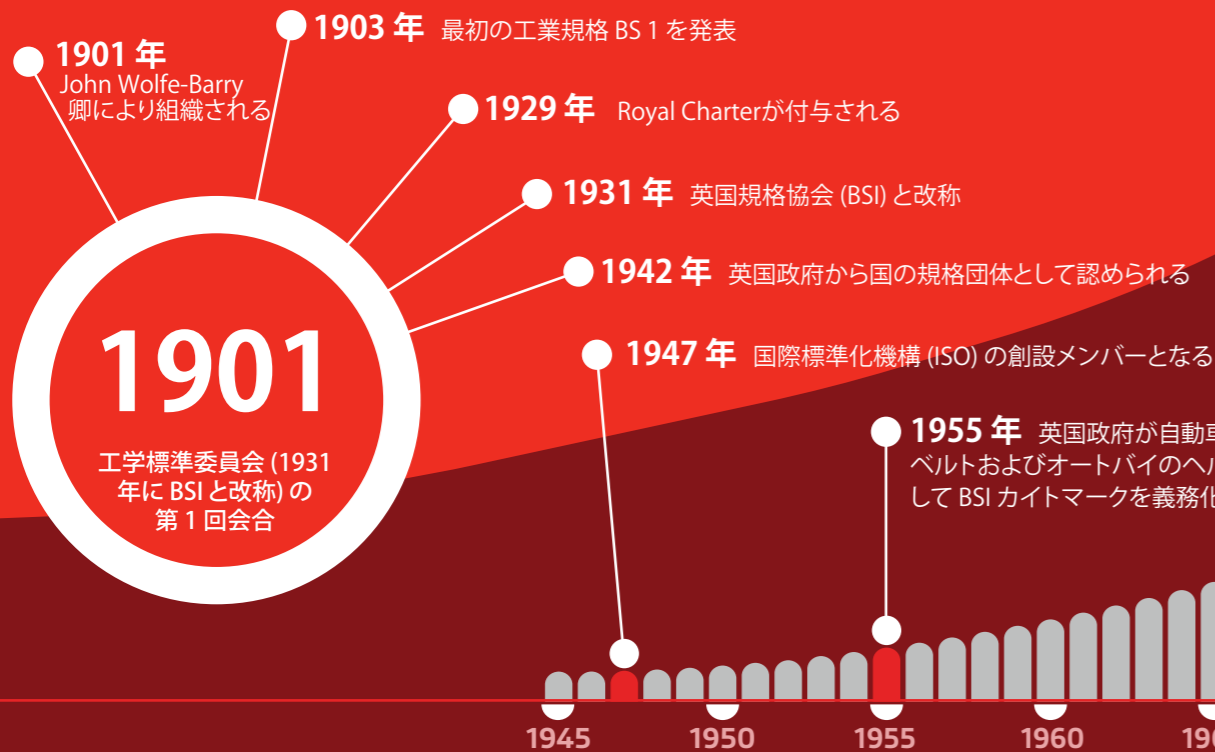 1901 年
John Wolfe-Barry
卿により組織される
1903 年 最初の工業規格 BS 1 を発表
1929 年 Royal Charterが付与される
1931 年 英国規格協会 (BSI) と改称
1942 年 英国政府から国の規格団体として認められる
1947 年 国際標準化機構 (ISO) の創設メンバーとなる
1901
工学標準委員会 (1931
年に BSI と改称) の
第 1 回会合
1955 年 英国政府が自動車
ベルトおよびオートバイのヘル
して BSI カイトマークを義務化
1945 1950 1955 1960